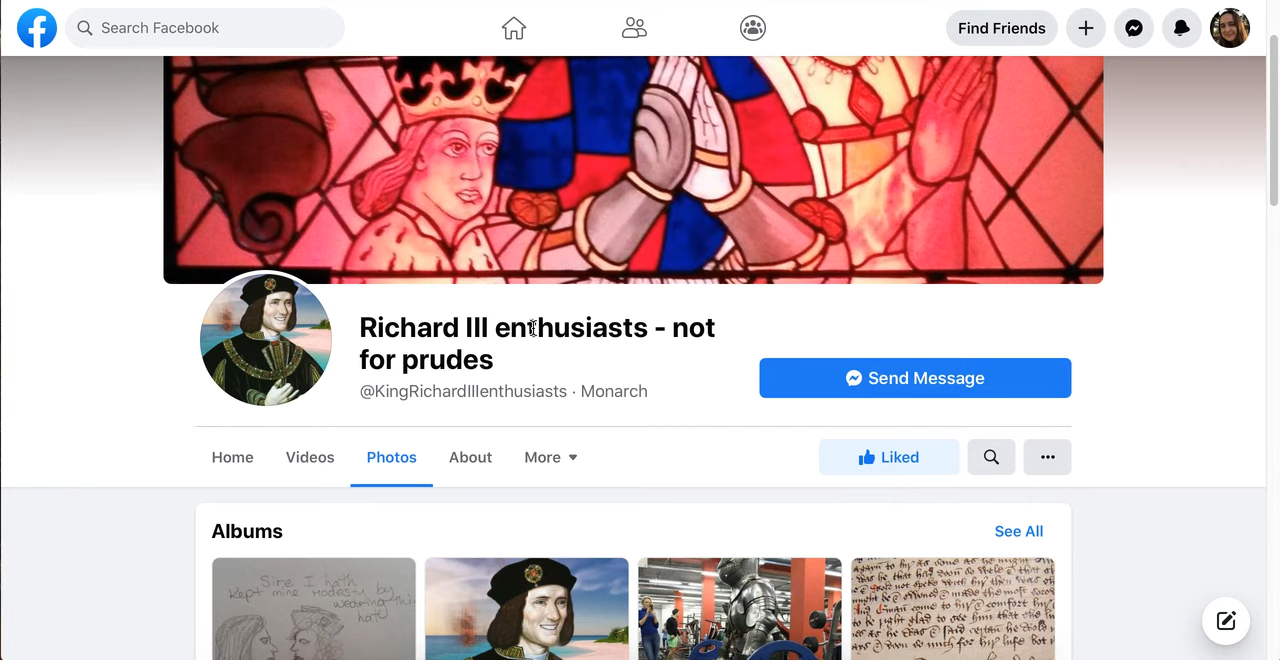 Search Facebook
Find Friends
Richard III enthusiasts - not
for prudes
@KingRichardIIIenthusiasts · Monarch
Send Message
Home
Videos
Photos
About
More
Liked
Albums
See All
Sire I hath
Kept mine modesty by
wearing
hat